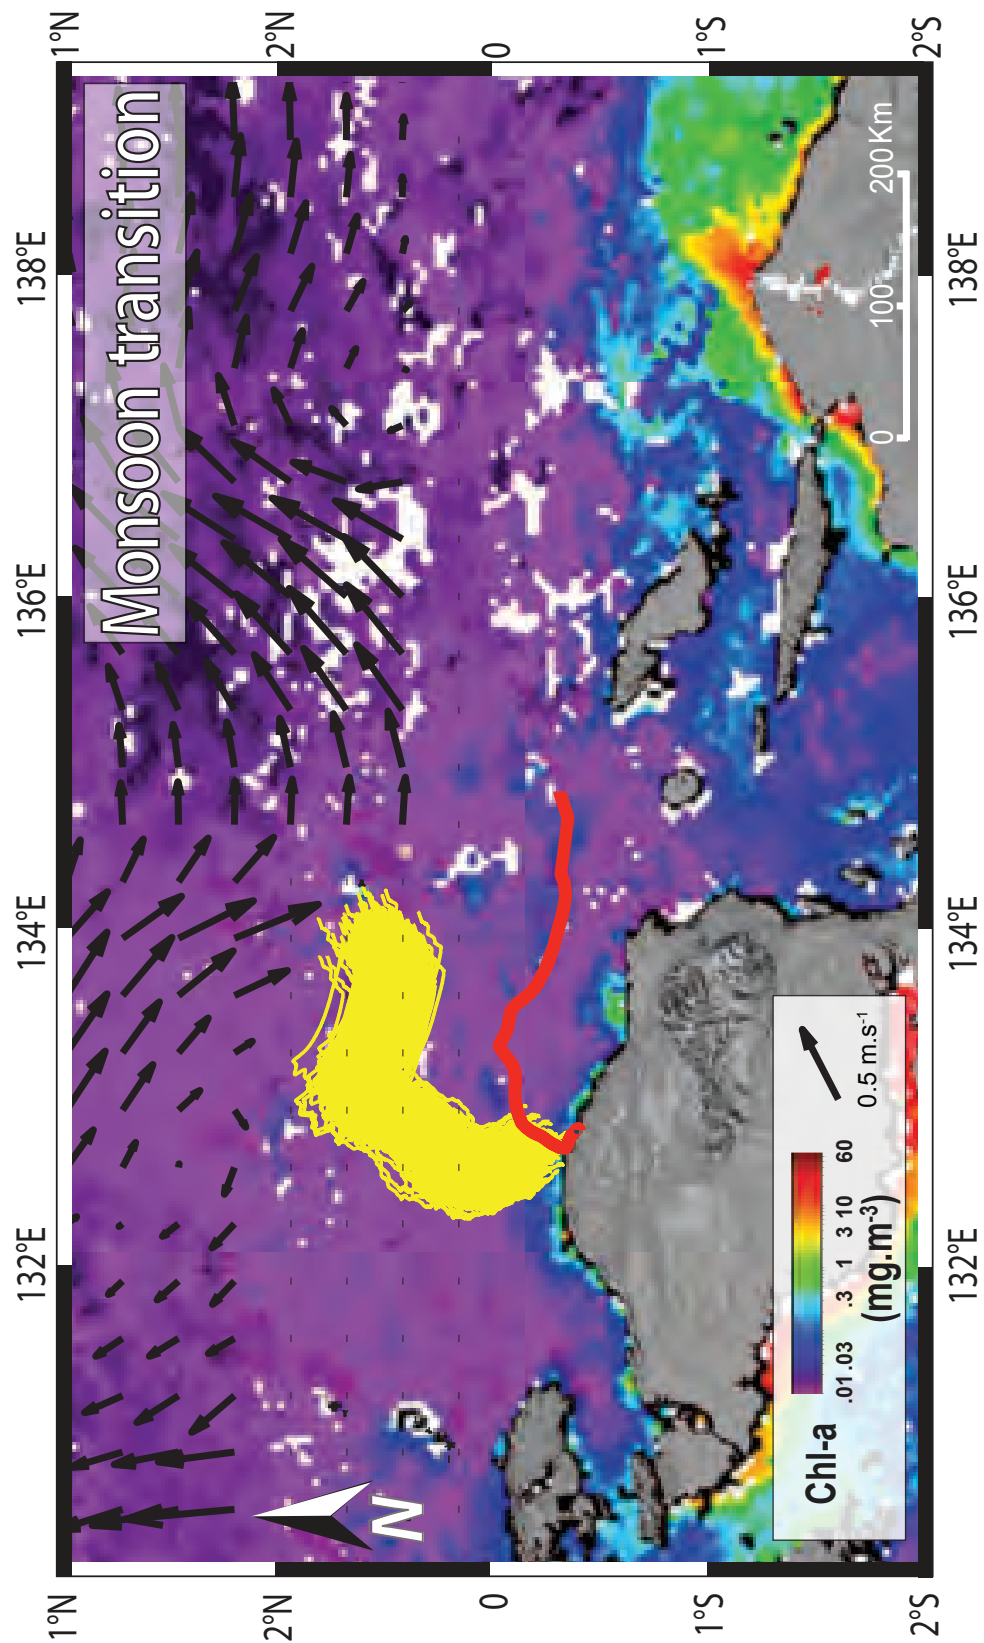 Monsoon transition
1°N
2°N
0
1°S
2°S
1°N
2°N
0
1°S
2°S
132°E
134°E
136°E
138°E
132°E
134°E
136°E
138°E
N
Chl-a
.01 .03 .3 1 3 10 60
(mg.m-3)
0.5 m.s-1
0 100 200 Km